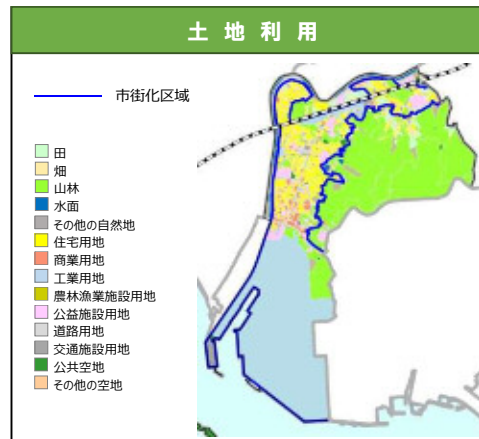 土地利用
市街化区域
田
畑
山林
水面
その他の自然地
住宅用地
商業用地
工業用地
農林漁業施設用地
公益施設用地
道路用地
交通施設用地
公共空地
その他の空地